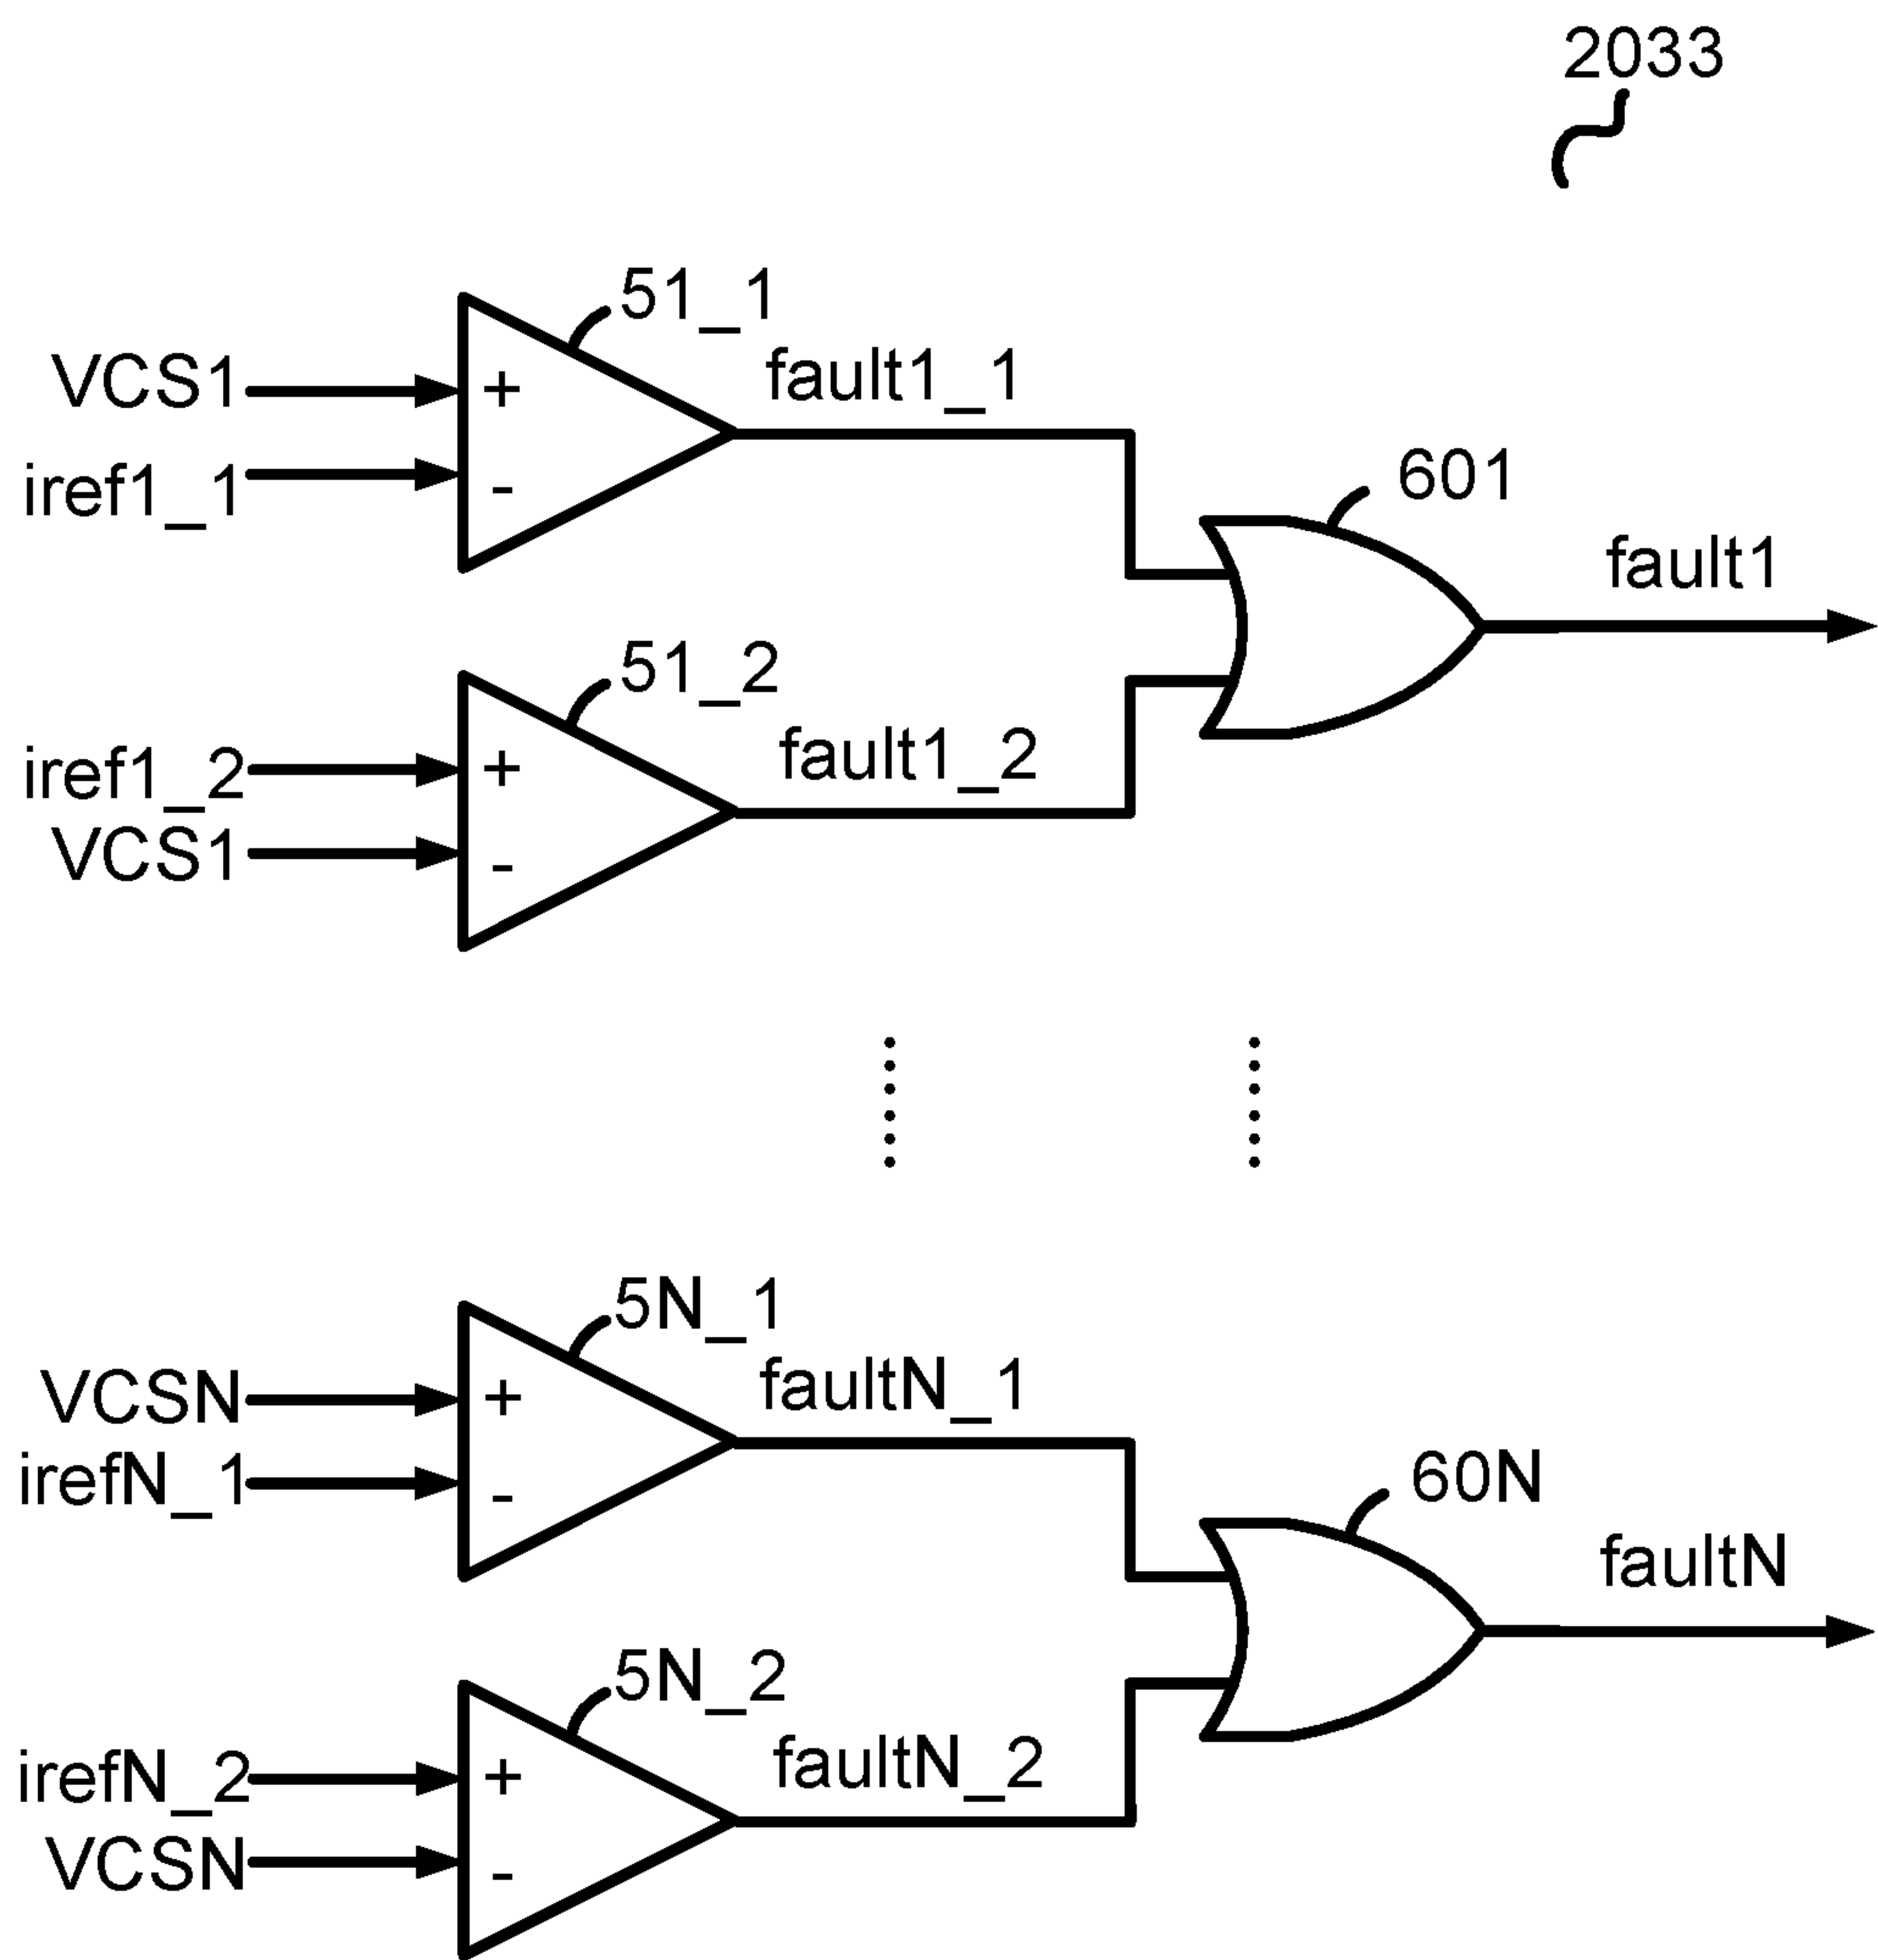 2033
51_1
VCS1
fault1_1
+
iref1_1
-
601
fault1
51_2
iref1_2
fault1_2
+
VCS1
-
5N_1
VCSN
faultN_1
+
irefN_1
-
60N
faultN
5N_2
irefN_2
faultN_2
+
VCSN
-